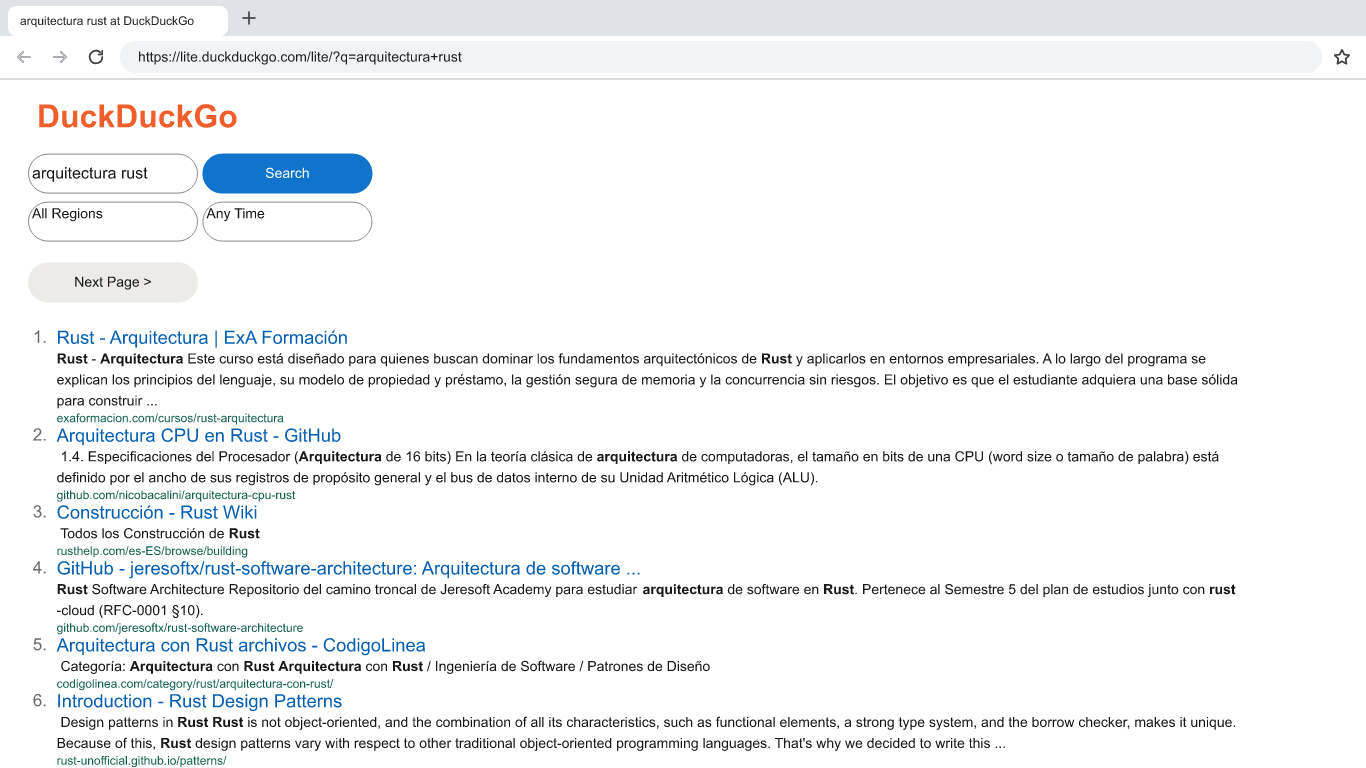 arquitectura rust at DuckDuckGo
https://lite.duckduckgo.com/lite/?q=arquitectura+rust
DuckDuckGo
arquitectura rust
Search
All Regions
Any Time
Next Page >
1. Rust - Arquitectura | ExA Formación
Rust - Arquitectura Este curso está diseñado para quienes buscan dominar los fundamentos arquitectónicos de Rust y aplicarlos en entornos empresariales. A lo largo del programa se
explican los principios del lenguaje, su modelo de propiedad y préstamo, la gestión segura de memoria y la concurrencia sin riesgos. El objetivo es que el estudiante adquiera una base sólida
para construir ...
exaformacion.com/cursos/rust-arquitectura
2. Arquitectura CPU en Rust - GitHub
1.4. Especificaciones del Procesador (Arquitectura de 16 bits) En la teoría clásica de arquitectura de computadoras, el tamaño en bits de una CPU (word size o tamaño de palabra) está
definido por el ancho de sus registros de propósito general y el bus de datos interno de su Unidad Aritmético Lógica (ALU).
github.com/nicobacalini/arquitectura-cpu-rust
3. Construcción - Rust Wiki
Todos los Construcción de Rust
rusthelp.com/es-ES/browse/building
4. GitHub - jeresoftx/rust-software-architecture: Arquitectura de software ...
Rust Software Architecture Repositorio del camino troncal de Jeresoft Academy para estudiar arquitectura de software en Rust. Pertenece al Semestre 5 del plan de estudios junto con rust
-cloud (RFC-0001 §10).
github.com/jeresoftx/rust-software-architecture
5. Arquitectura con Rust archivos - CodigoLinea
Categoría: Arquitectura con Rust Arquitectura con Rust / Ingeniería de Software / Patrones de Diseño
codigolinea.com/category/rust/arquitectura-con-rust/
6. Introduction - Rust Design Patterns
Design patterns in Rust Rust is not object-oriented, and the combination of all its characteristics, such as functional elements, a strong type system, and the borrow checker, makes it unique.
Because of this, Rust design patterns vary with respect to other traditional object-oriented programming languages. That's why we decided to write this ...
rust-unofficial.github.io/patterns/